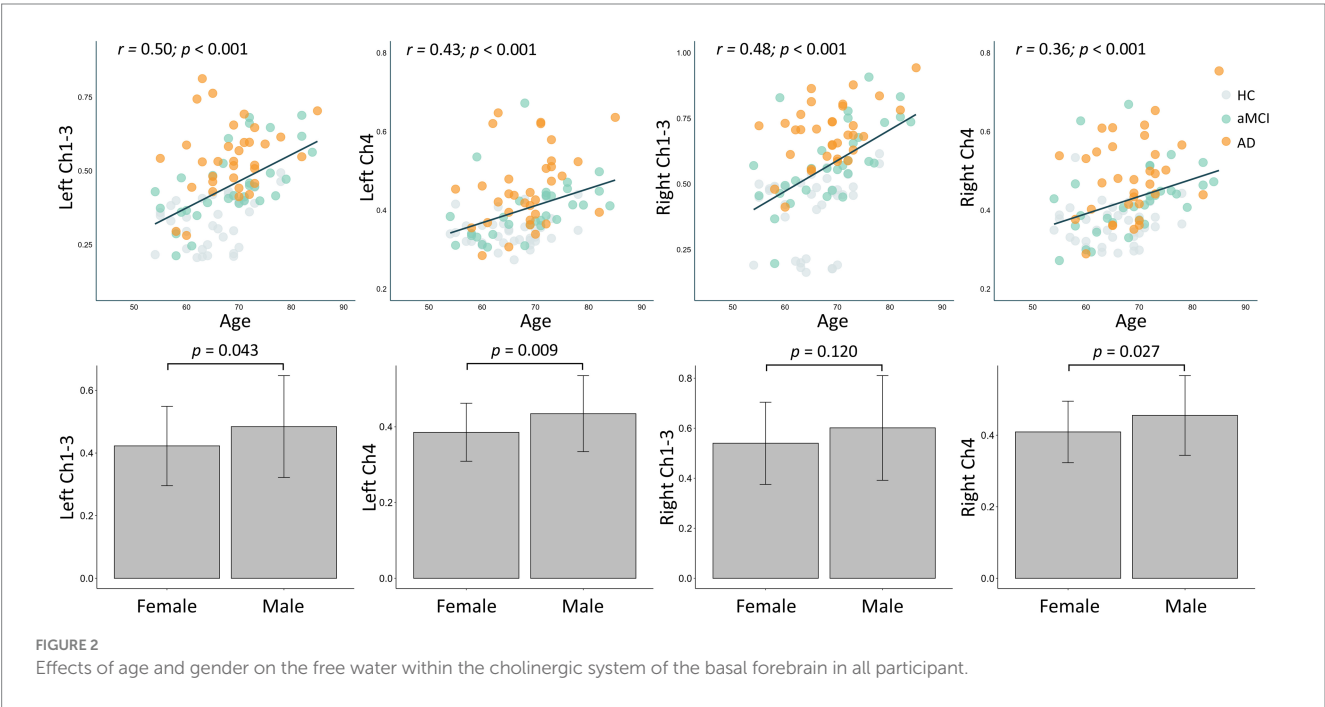 r = 0.50; p < 0.001
r = 0.43; p < 0.001
r = 0.48; p < 0.001
r = 0.36; p < 0.001
Left Ch1-3
0.75
0.50
0.25
50 60 70 80 90
Age
Left Ch4
0.8
0.6
0.4
0.2
50 60 70 80 90
Age
Right Ch1-3
1.00
0.75
0.50
0.25
50 60 70 80 90
Age
Right Ch4
0.8
0.6
0.4
0.2
50 60 70 80 90
Age
HC
aMCI
AD
p = 0.043
Left Ch1-3
0.6
0.4
0.2
0.0
Female Male
p = 0.009
Left Ch4
0.4
0.2
0.0
Female Male
p = 0.120
Right Ch1-3
0.8
0.6
0.4
0.2
0.0
Female Male
p = 0.027
Right Ch4
0.4
0.2
0.0
Female Male
FIGURE 2
Effects of age and gender on the free water within the cholinergic system of the basal forebrain in all participant.